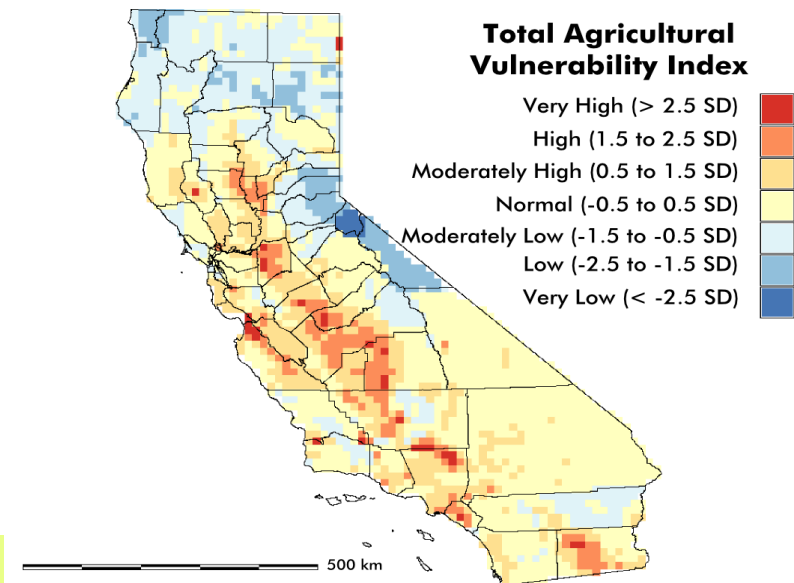 Total Agricultural
Vulnerability Index
Very High (> 2.5 SD)
High (1.5 to 2.5 SD)
Moderately High (0.5 to 1.5 SD)
Normal (-0.5 to 0.5 SD)
Moderately Low (-1.5 to -0.5 SD)
Low (-2.5 to -1.5 SD)
Very Low (< -2.5 SD)
500 km